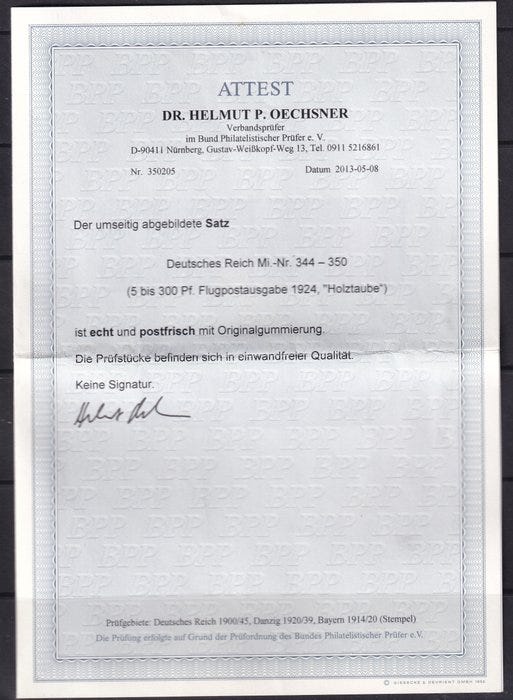 ATTEST
DR. HELMUT P. OECHSNER
Verbandsprüfer
im Bund Philatelistischer Prüfer e. V.
D-90411 Nürnberg, Gustav-Weißkopf-Weg 13, Tel. 0911 5216861
Nr. 350205 Datum 2013-05-08
Der umseitig abgebildete Satz
Deutsches Reich Mi.-Nr. 344 – 350
(5 bis 300 Pf. Flugpostausgabe 1924, "Holztaube")
ist echt und postfrisch mit Originalgummierung.
Die Prüfstücke befinden sich in einwandfreier Qualität.
Keine Signatur.
Prüfgebiete: Deutsches Reich 1900/45, Danzig 1920/39, Bayern 1914/20 (Stempel)
Die Prüfung erfolgte auf Grund der Prüfordnung des Bundes Philatelistischer Prüfer e.V.
© GIESECKE & DEVRIENT GMBH